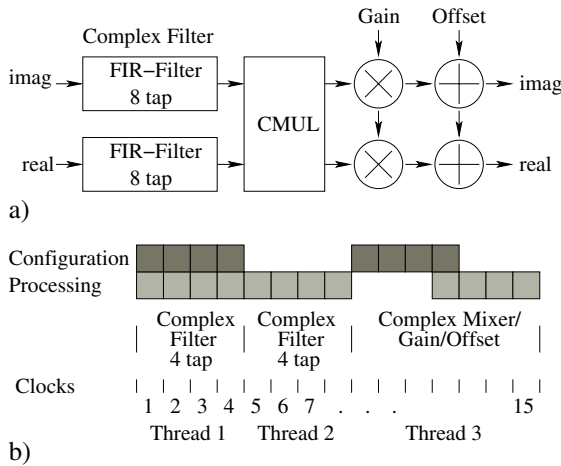 Gain Offset
Complex Filter
imag FIR−Filter 8 tap CMUL imag
real FIR−Filter 8 tap real
a)
Configuration
Processing
Complex Filter 4 tap
Complex Filter 4 tap
Complex Mixer/ Gain/Offset
Clocks
1 2 3 4 5 6 7 . . . 15
Thread 1 Thread 2 Thread 3
b)